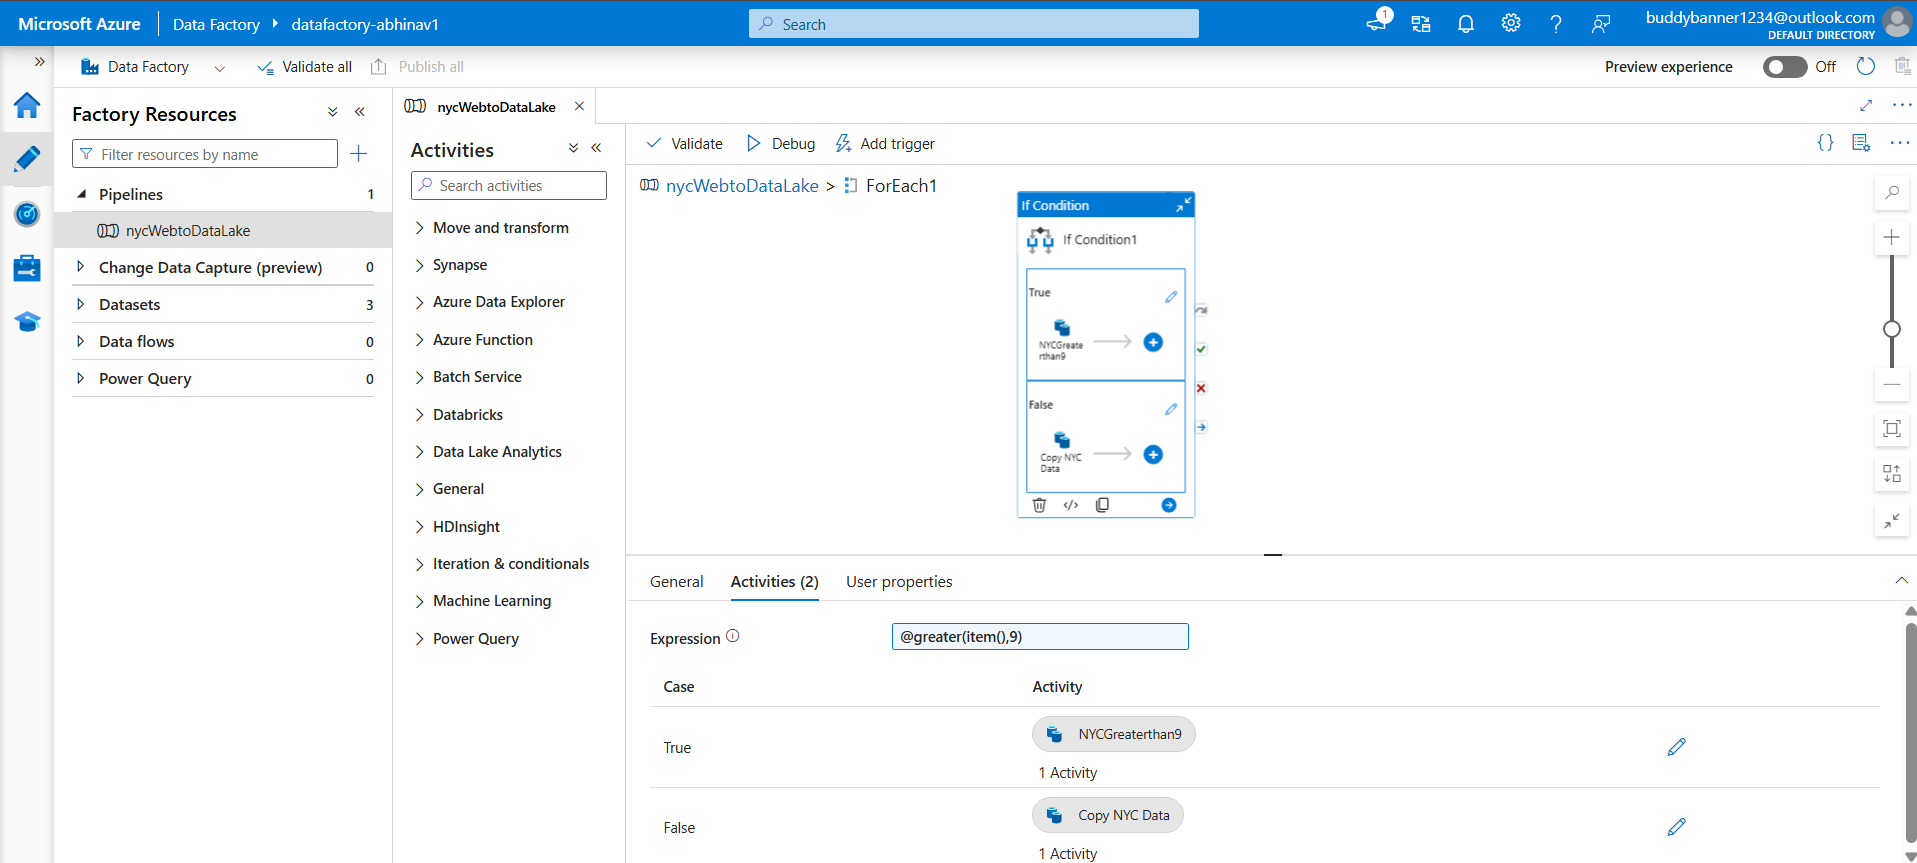 Microsoft Azure Data Factory datafactory-abhinav1 Search 1 buddybanner1234@outlook.com
DEFAULT DIRECTORY
Data Factory Validate all Publish all Preview experience Off
Factory Resources
Filter resources by name
Pipelines 1
nycWebtoDataLake
Change Data Capture (preview) 0
Datasets 3
Data flows 0
Power Query 0
nycWebtoDataLake
Activities
Search activities
Move and transform
Synapse
Azure Data Explorer
Azure Function
Batch Service
Databricks
Data Lake Analytics
General
HDInsight
Iteration & conditionals
Machine Learning
Power Query
Validate Debug Add trigger
nycWebtoDataLake > ForEach1
If Condition
If Condition1
True
NYCGreate
rthan9
False
Copy NYC
Data
General Activities (2) User properties
Expression @greater(item(),9)
Case Activity
True NYCGreaterthan9
1 Activity
False Copy NYC Data
1 Activity